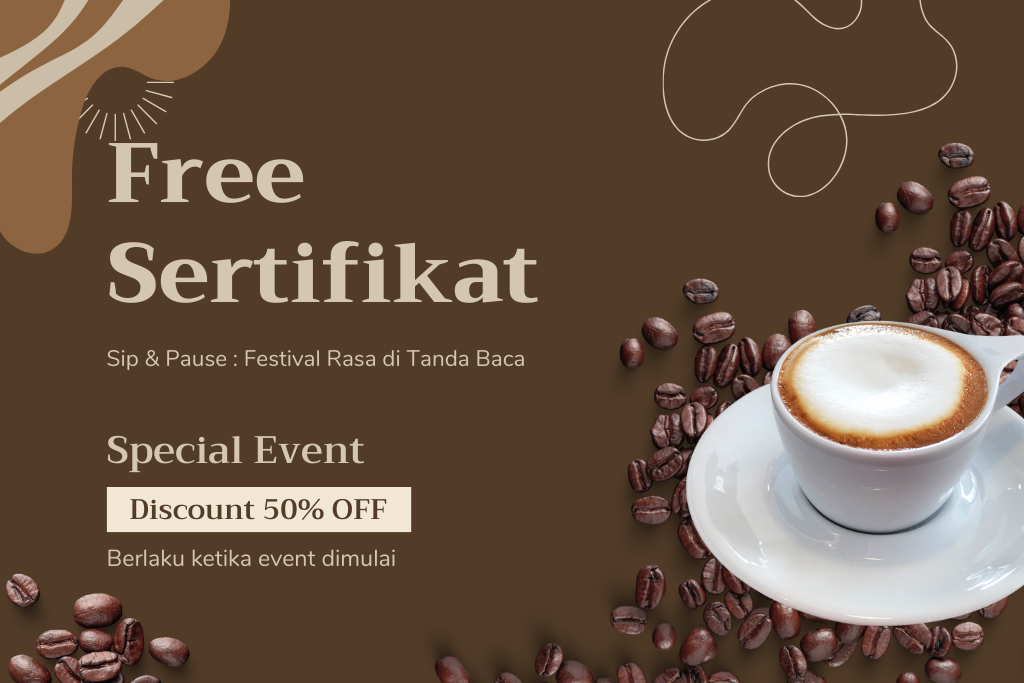 Free
Sertifikat
Sip & Pause : Festival Rasa di Tanda Baca
Special Event
Discount 50% OFF
Berlaku ketika event dimulai